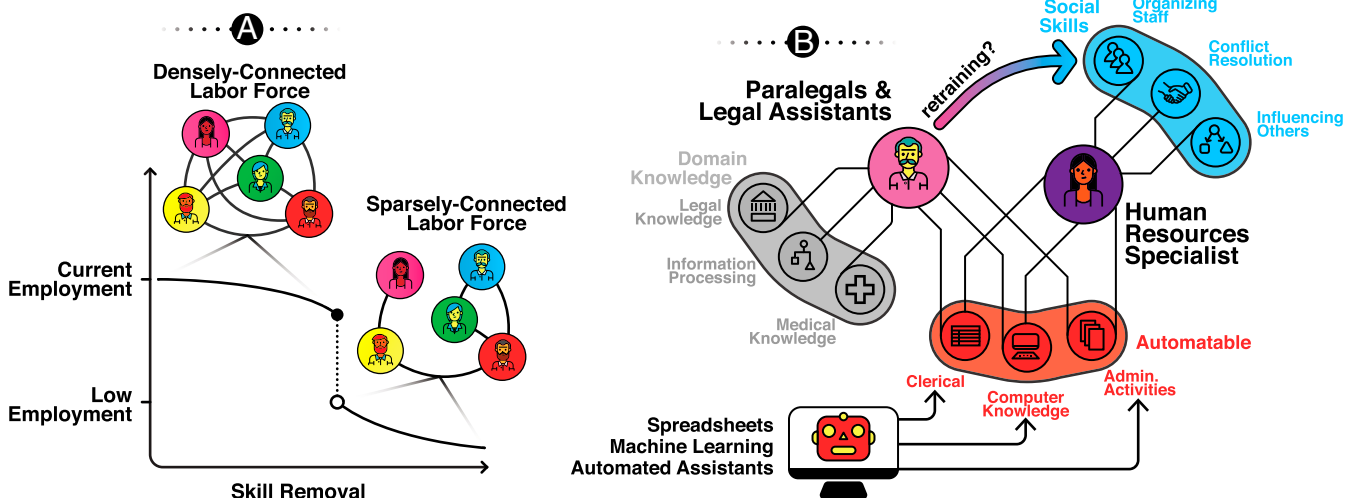 A
Densely-Connected
Labor Force
Sparsely-Connected
Labor Force
Current
Employment
Low
Employment
Skill Removal
B
Paralegals &
Legal Assistants
retraining?
Social
Skills
Organizing
Staff
Conflict
Resolution
Influencing
Others
Domain
Knowledge
Legal
Knowledge
Information
Processing
Medical
Knowledge
Human
Resources
Specialist
Automatable
Clerical
Computer
Knowledge
Admin.
Activities
Spreadsheets
Machine Learning
Automated Assistants